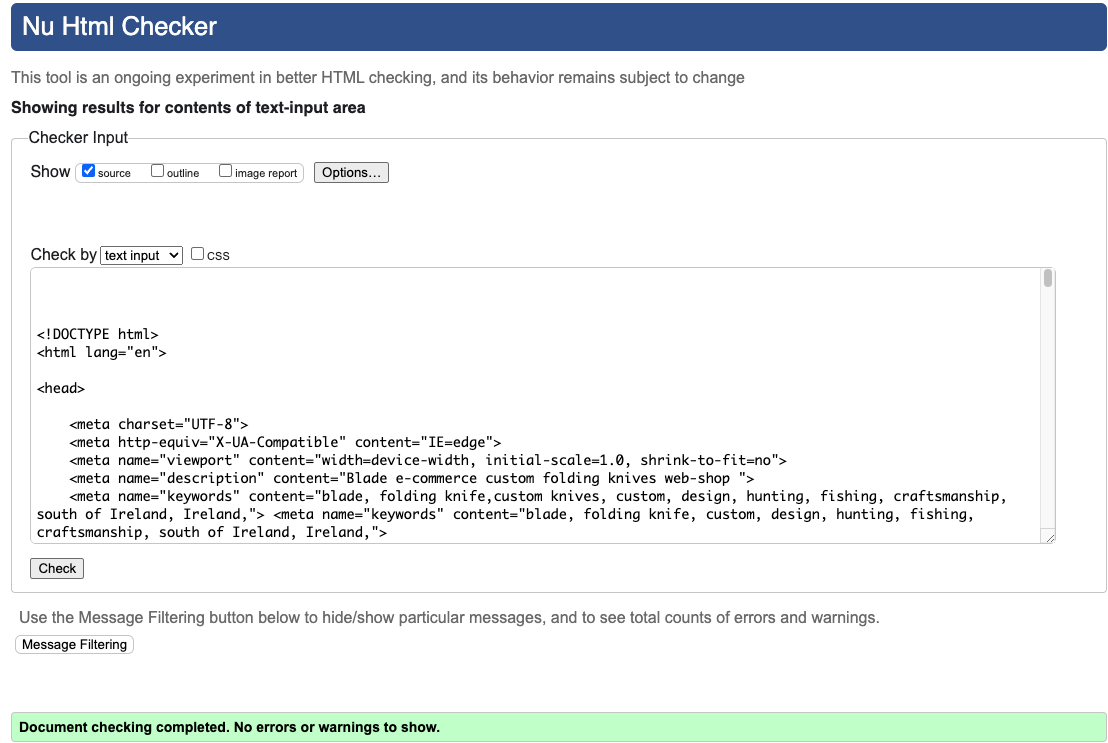 Nu Html Checker
This tool is an ongoing experiment in better HTML checking, and its behavior remains subject to change
Showing results for contents of text-input area
Checker Input
Show source outline image report Options...
Check by text input css
<!DOCTYPE html>
<html lang="en">
<head>
<meta charset="UTF-8">
<meta http-equiv="X-UA-Compatible" content="IE=edge">
<meta name="viewport" content="width=device-width, initial-scale=1.0, shrink-to-fit=no">
<meta name="description" content="Blade e-commerce custom folding knives web-shop ">
<meta name="keywords" content="blade, folding knife,custom knives, custom, design, hunting, fishing, craftsmanship,
south of Ireland, Ireland,"> <meta name="keywords" content="blade, folding knife, custom, design, hunting, fishing,
craftsmanship, south of Ireland, Ireland,">
Check
Use the Message Filtering button below to hide/show particular messages, and to see total counts of errors and warnings.
Message Filtering
Document checking completed. No errors or warnings to show.